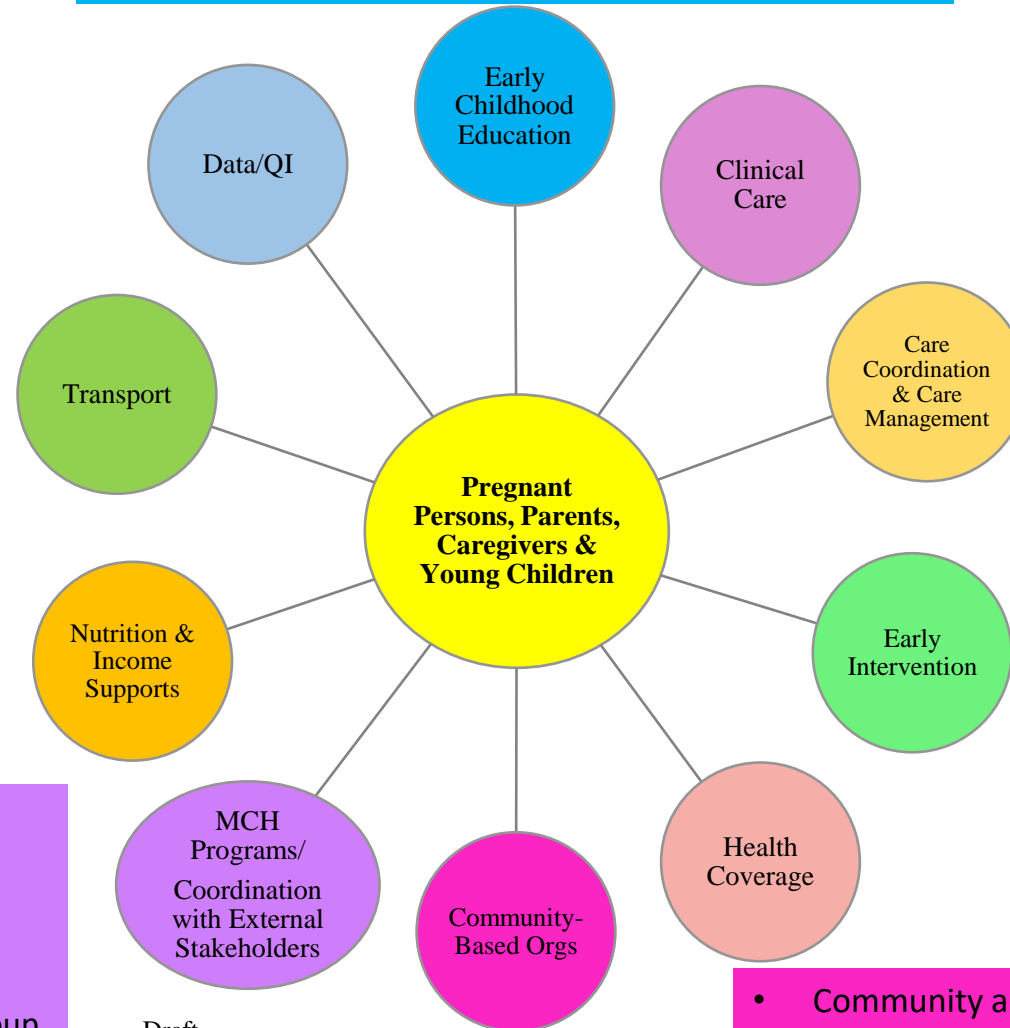 Early
Childhood
Education
Data/QI
Clinical
Care
Care
Coordination
& Care
Management
Transport
Pregnant
Persons, Parents,
Caregivers &
Young Children
Nutrition &
Income
Supports
Early
Intervention
MCH
Programs/
Coordination
with External
Stakeholders
Health
Coverage
Community-
Based Orgs
• Community a